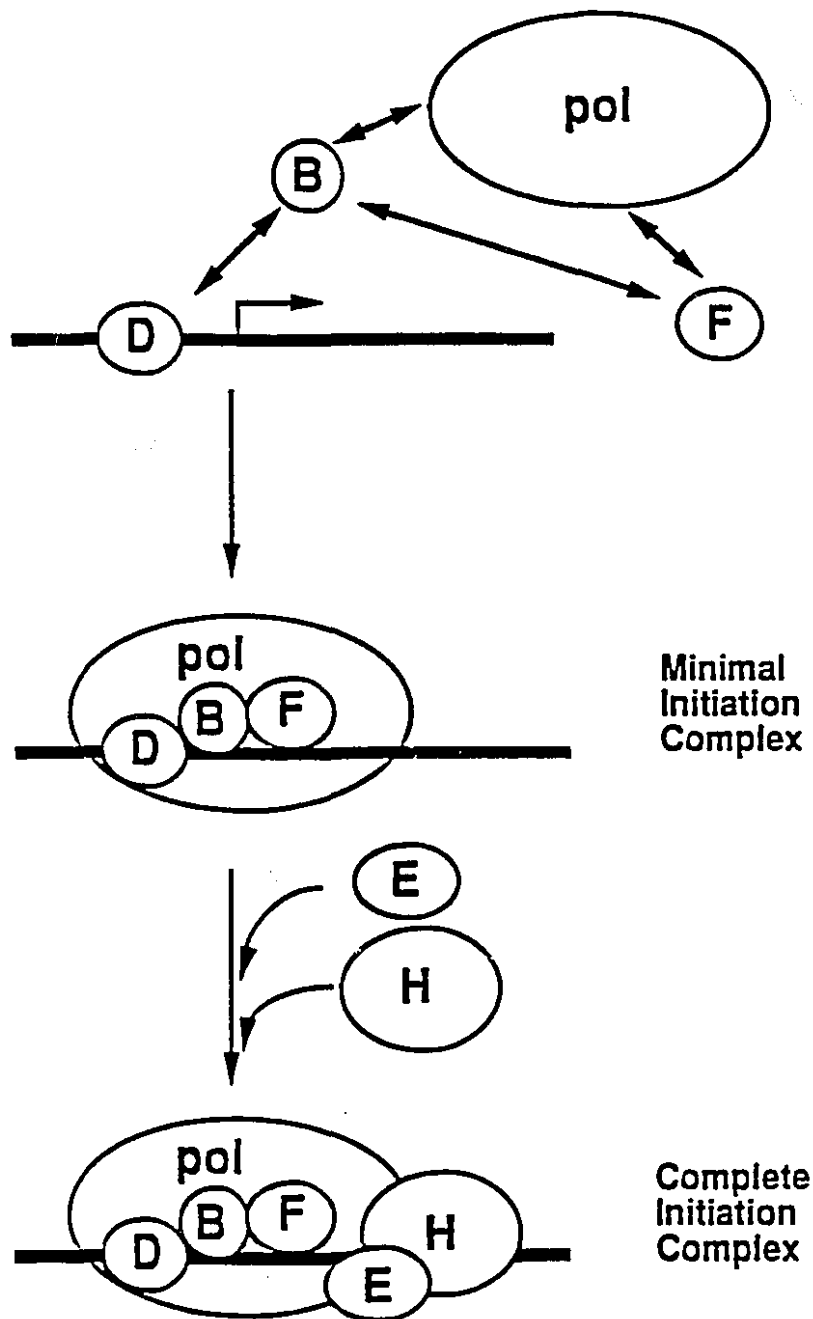 pol
B
D
F
pol
B
F
D
Minimal
Initiation
Complex
E
H
pol
B
F
D
H
E
Complete
Initiation
Complex